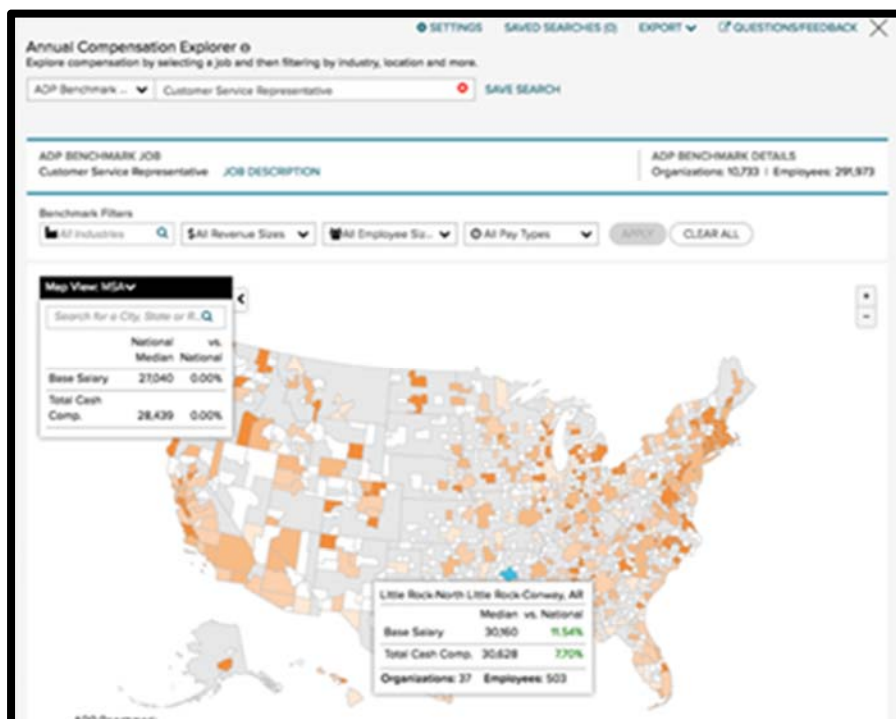 SETTINGS SAVED SEARCHES (0) EXPORT QUESTIONS/FEEDBACK
Annual Compensation Explorer
Explore compensation by selecting a job and then filtering by industry, location and more.
ADP Benchmark ... Customer Service Representative SAVE SEARCH
ADP BENCHMARK JOB ADP BENCHMARK DETAILS
Customer Service Representative JOB DESCRIPTION Organizations: 10,733 | Employees: 291,973
Benchmark Filters
All Industries $All Revenue Sizes All Employee Siz... All Pay Types APPLY CLEAR ALL
Map View: MSA
Search for a City, State or R...
National vs.
Median National
Base Salary 27,040 0.00%
Total Cash
Comp. 28,439 0.00%
Little Rock-North Little Rock-Conway, AR
Median vs. National
Base Salary 30,160 11.54%
Total Cash Comp. 30,628 7.70%
Organizations: 37 Employees: 503